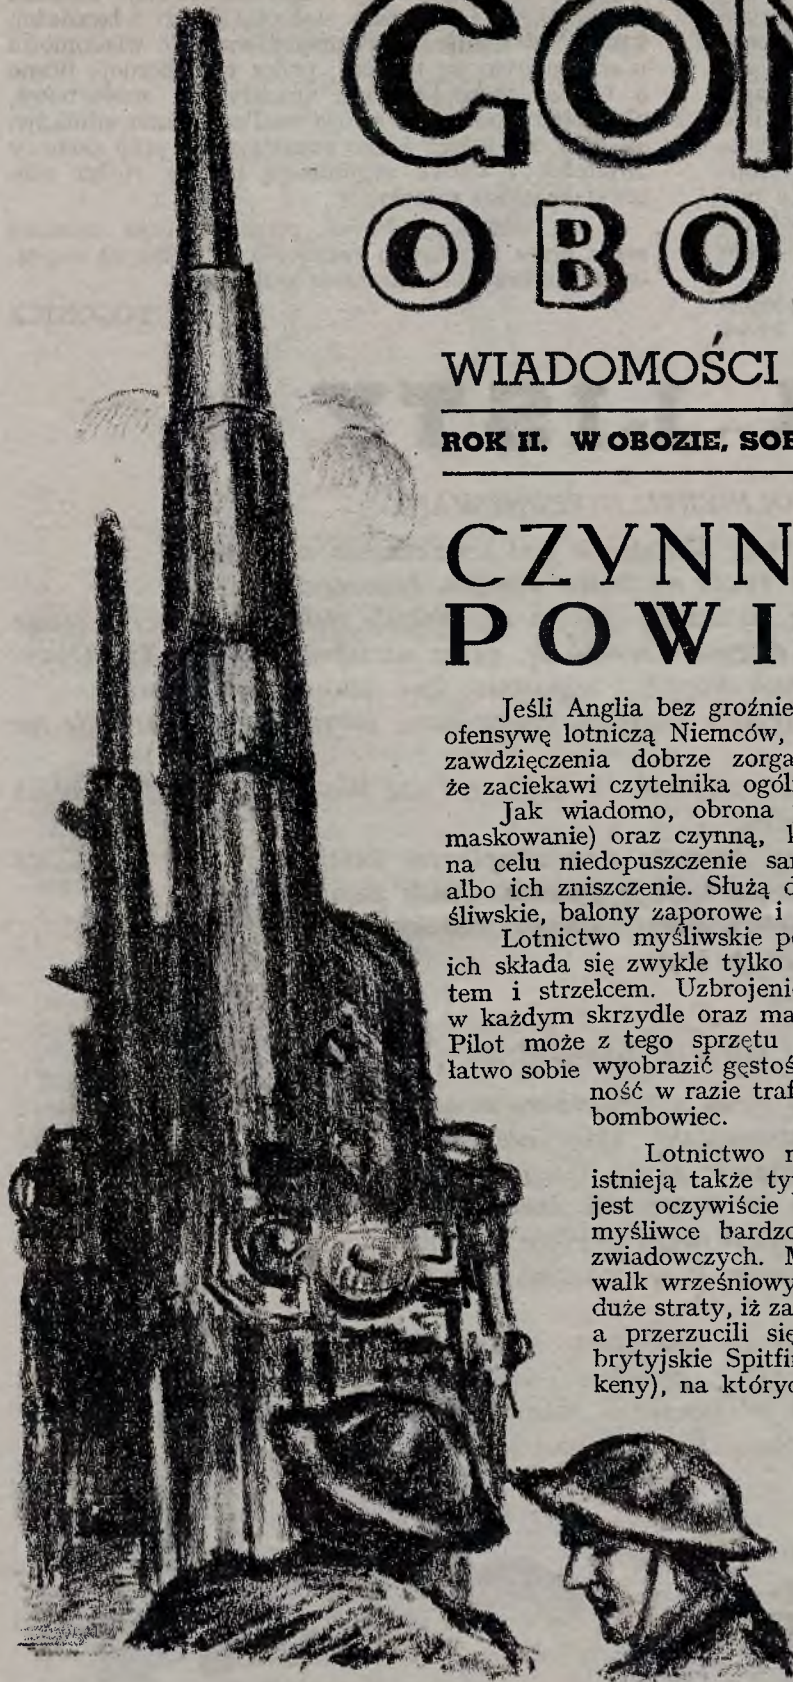 GON
OBO
WIADOMOŚCI
ROK II. W OBOZIE, SOB
CZYNN
POWI
Jeśli Anglia bez groźnie
ofensywę lotniczą Niemców,
zawdzięczenia dobrze zorga
że zaciekawi czytelnika ogól
Jak wiadomo, obrona
maskowanie) oraz czynną, k
na celu niedopuszczenie sa
albo ich zniszczenie. Służą d
śliwskie, balony zaporowe i
Lotnictwo myśliwskie p
ich składa się zwykle tylko
tem i strzelcem. Uzbrojeni
w każdym skrzydle oraz ma
Pilot może z tego sprzętu
łatwo sobie wyobrazić gęstoś
ność w razie traf
bombowiec.
Lotnictwo
istnieją także ty
jest oczywiście
myśliwce bardzo
zwiadowczych. M
walk wrześniowy
duże straty, iż za
a przerzucili się
brytyjskie Spitfi
keny), na któryc